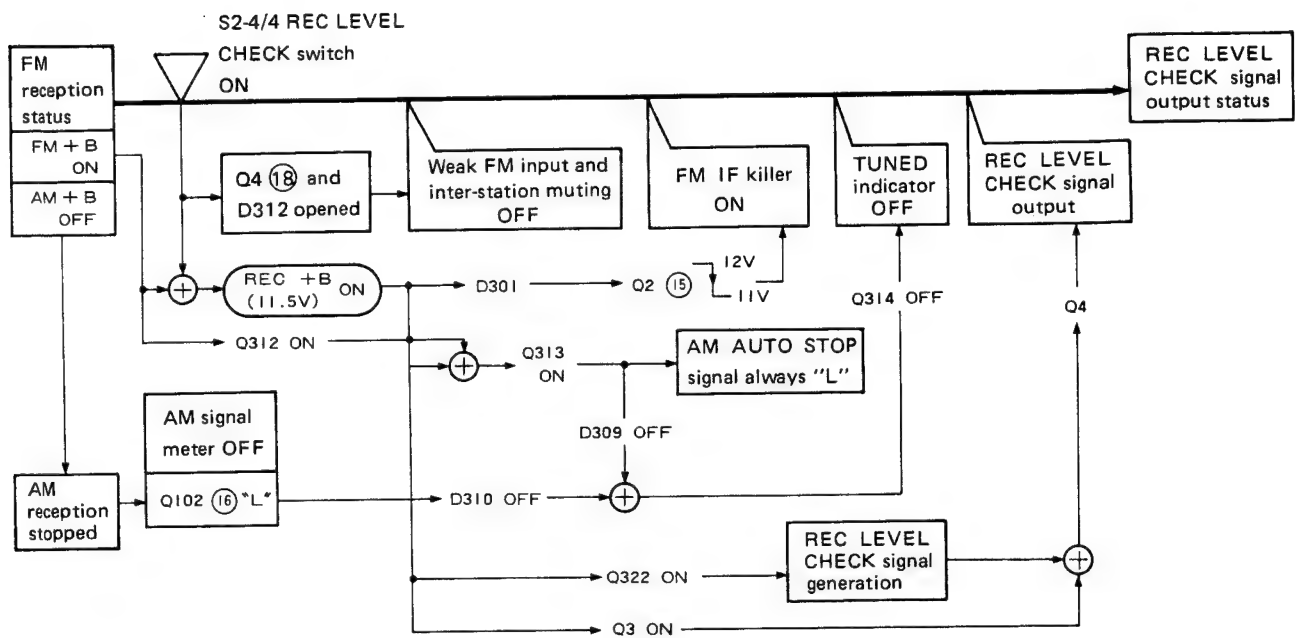 S2-4/4 REC LEVEL
CHECK switch
ON
FM
reception
status
FM + B
ON
AM + B
OFF
REC LEVEL
CHECK signal
output status
Q4 (18) and
D312 opened
Weak FM input and
inter-station muting
OFF
FM IF killer
ON
TUNED
indicator
OFF
REC LEVEL
CHECK signal
output
+
REC +B ON
(11.5V)
D301
Q2 (15)
12V
11V
Q314 OFF
Q4
Q312 ON
+
Q313
ON
AM AUTO STOP
signal always "L"
D309 OFF
AM signal
meter OFF
Q102 (16) "L"
AM
reception
stopped
D310 OFF
+
Q322 ON
REC LEVEL
CHECK signal
generation
+
Q3 ON